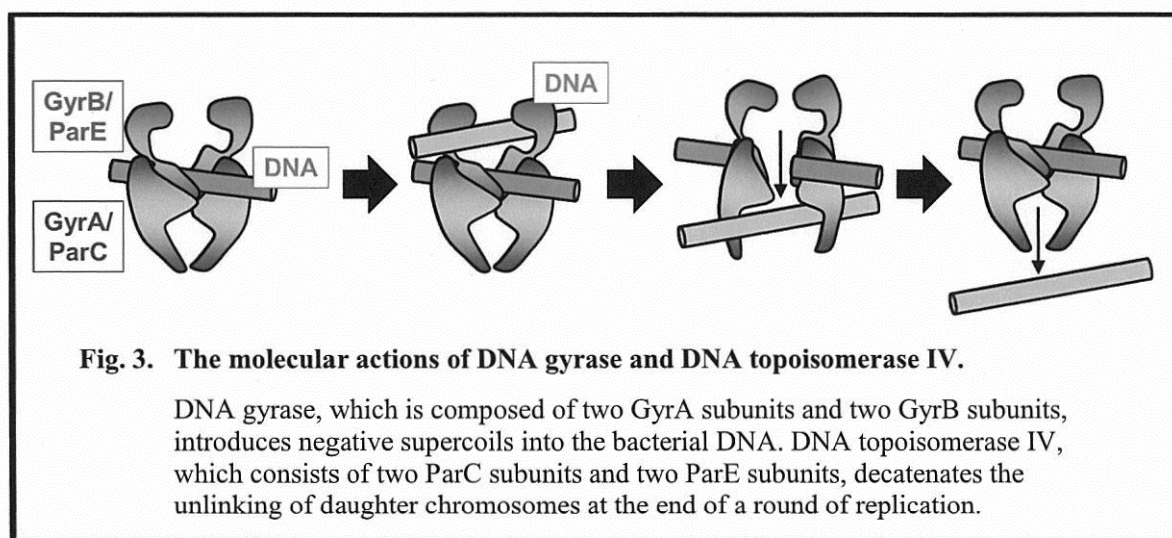 GyrB/
ParE
DNA
GyrA/
ParC
DNA
Fig. 3. The molecular actions of DNA gyrase and DNA topoisomerase IV.
DNA gyrase, which is composed of two GyrA subunits and two GyrB subunits,
introduces negative supercoils into the bacterial DNA. DNA topoisomerase IV,
which consists of two ParC subunits and two ParE subunits, decatenates the
unlinking of daughter chromosomes at the end of a round of replication.